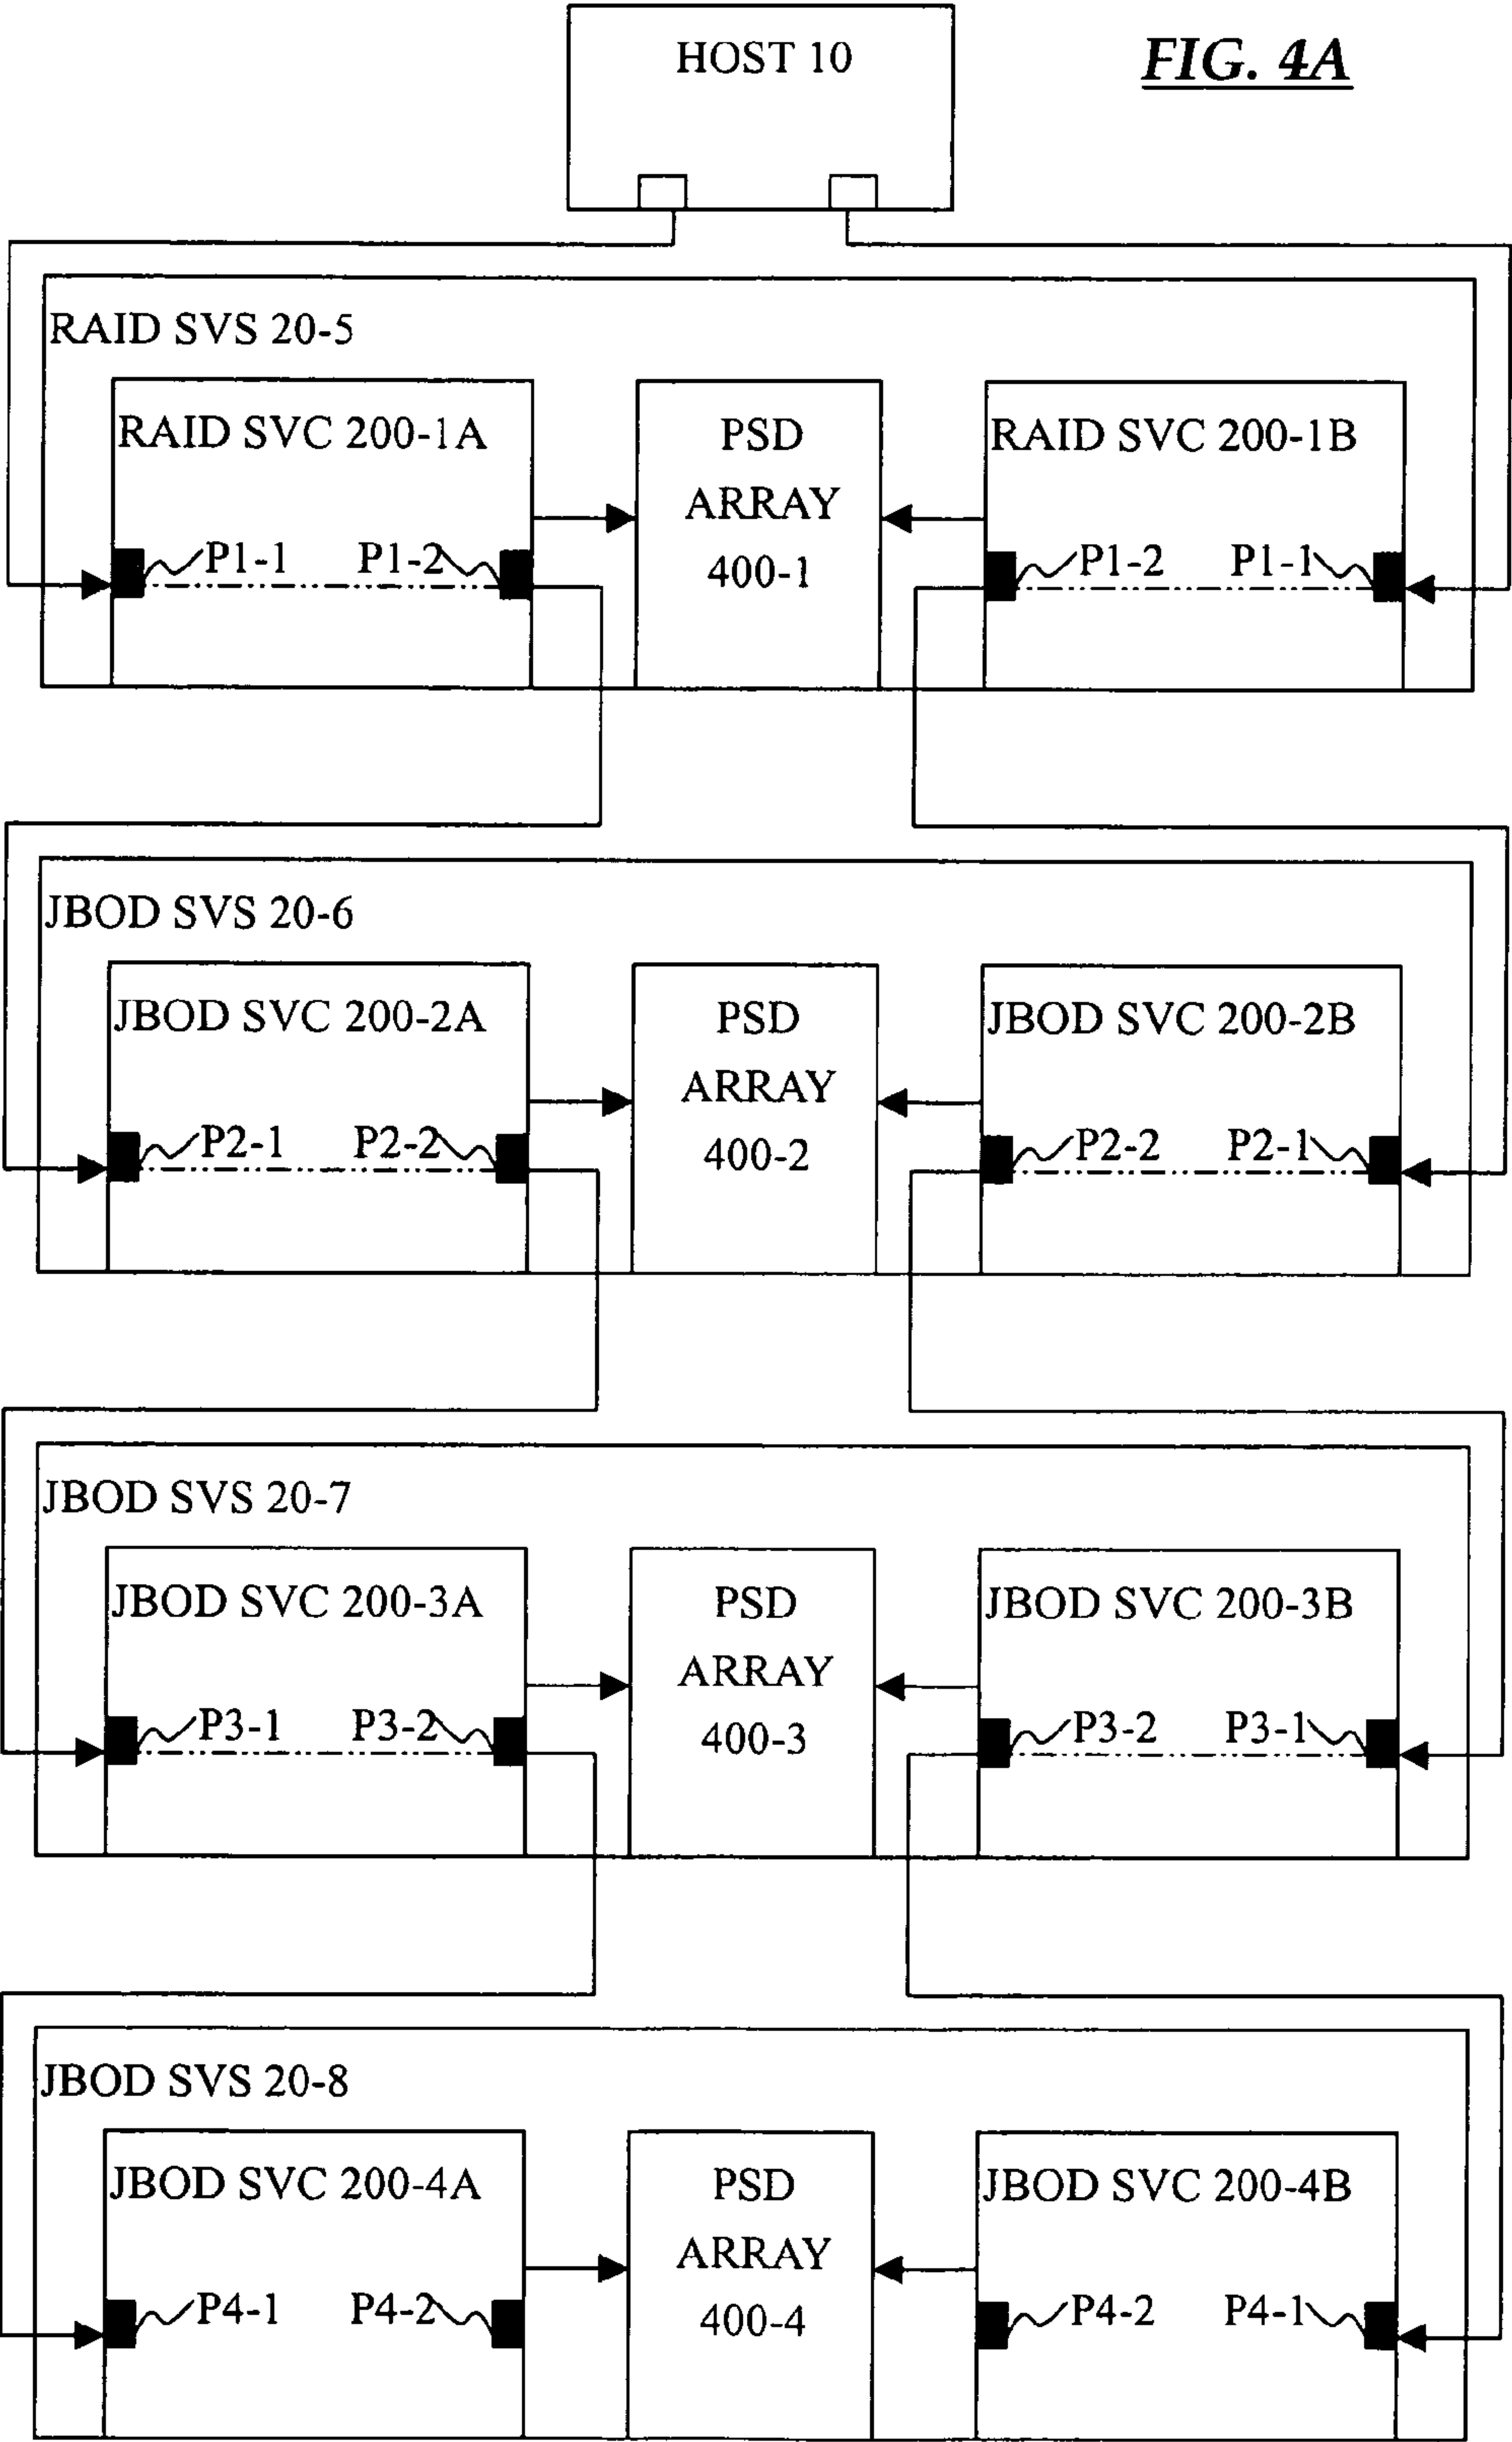 HOST 10
FIG. 4A
RAID SVS 20-5
RAID SVC 200-1A
PSD
ARRAY
400-1
RAID SVC 200-1B
P1-1
P1-2
P1-2
P1-1
JBOD SVS 20-6
JBOD SVC 200-2A
PSD
ARRAY
400-2
JBOD SVC 200-2B
P2-1
P2-2
P2-2
P2-1
JBOD SVS 20-7
JBOD SVC 200-3A
PSD
ARRAY
400-3
JBOD SVC 200-3B
P3-1
P3-2
P3-2
P3-1
JBOD SVS 20-8
JBOD SVC 200-4A
PSD
ARRAY
400-4
JBOD SVC 200-4B
P4-1
P4-2
P4-2
P4-1